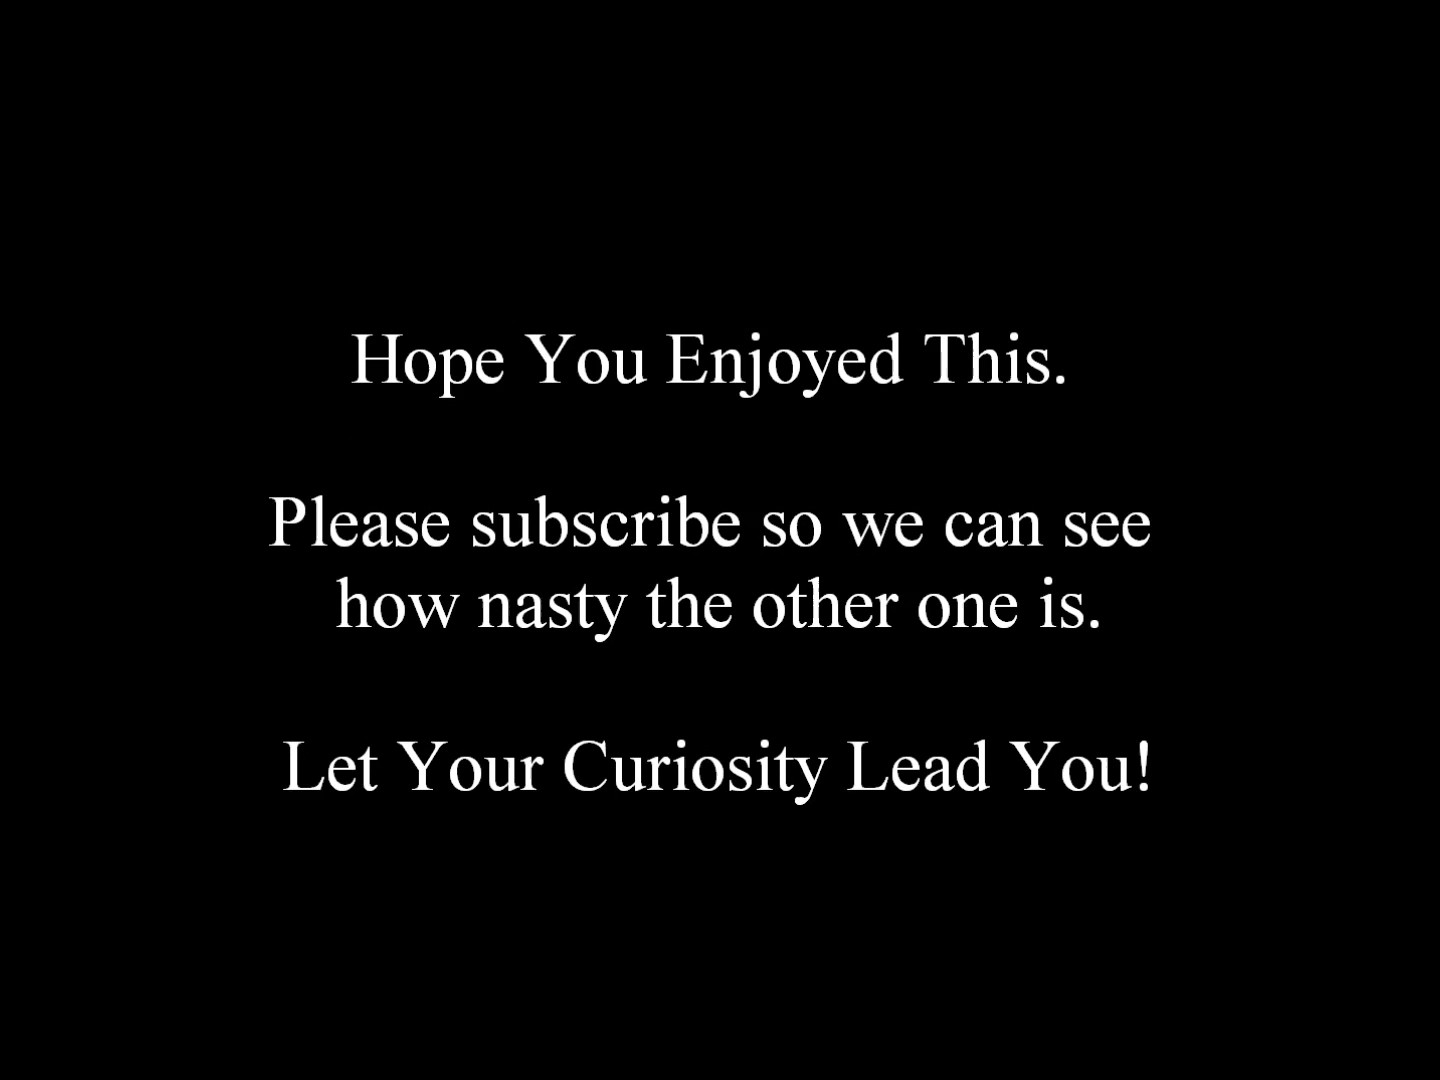 Hope You Enjoyed This.
Please subscribe so we can see
how nasty the other one is.
Let Your Curiosity Lead You!